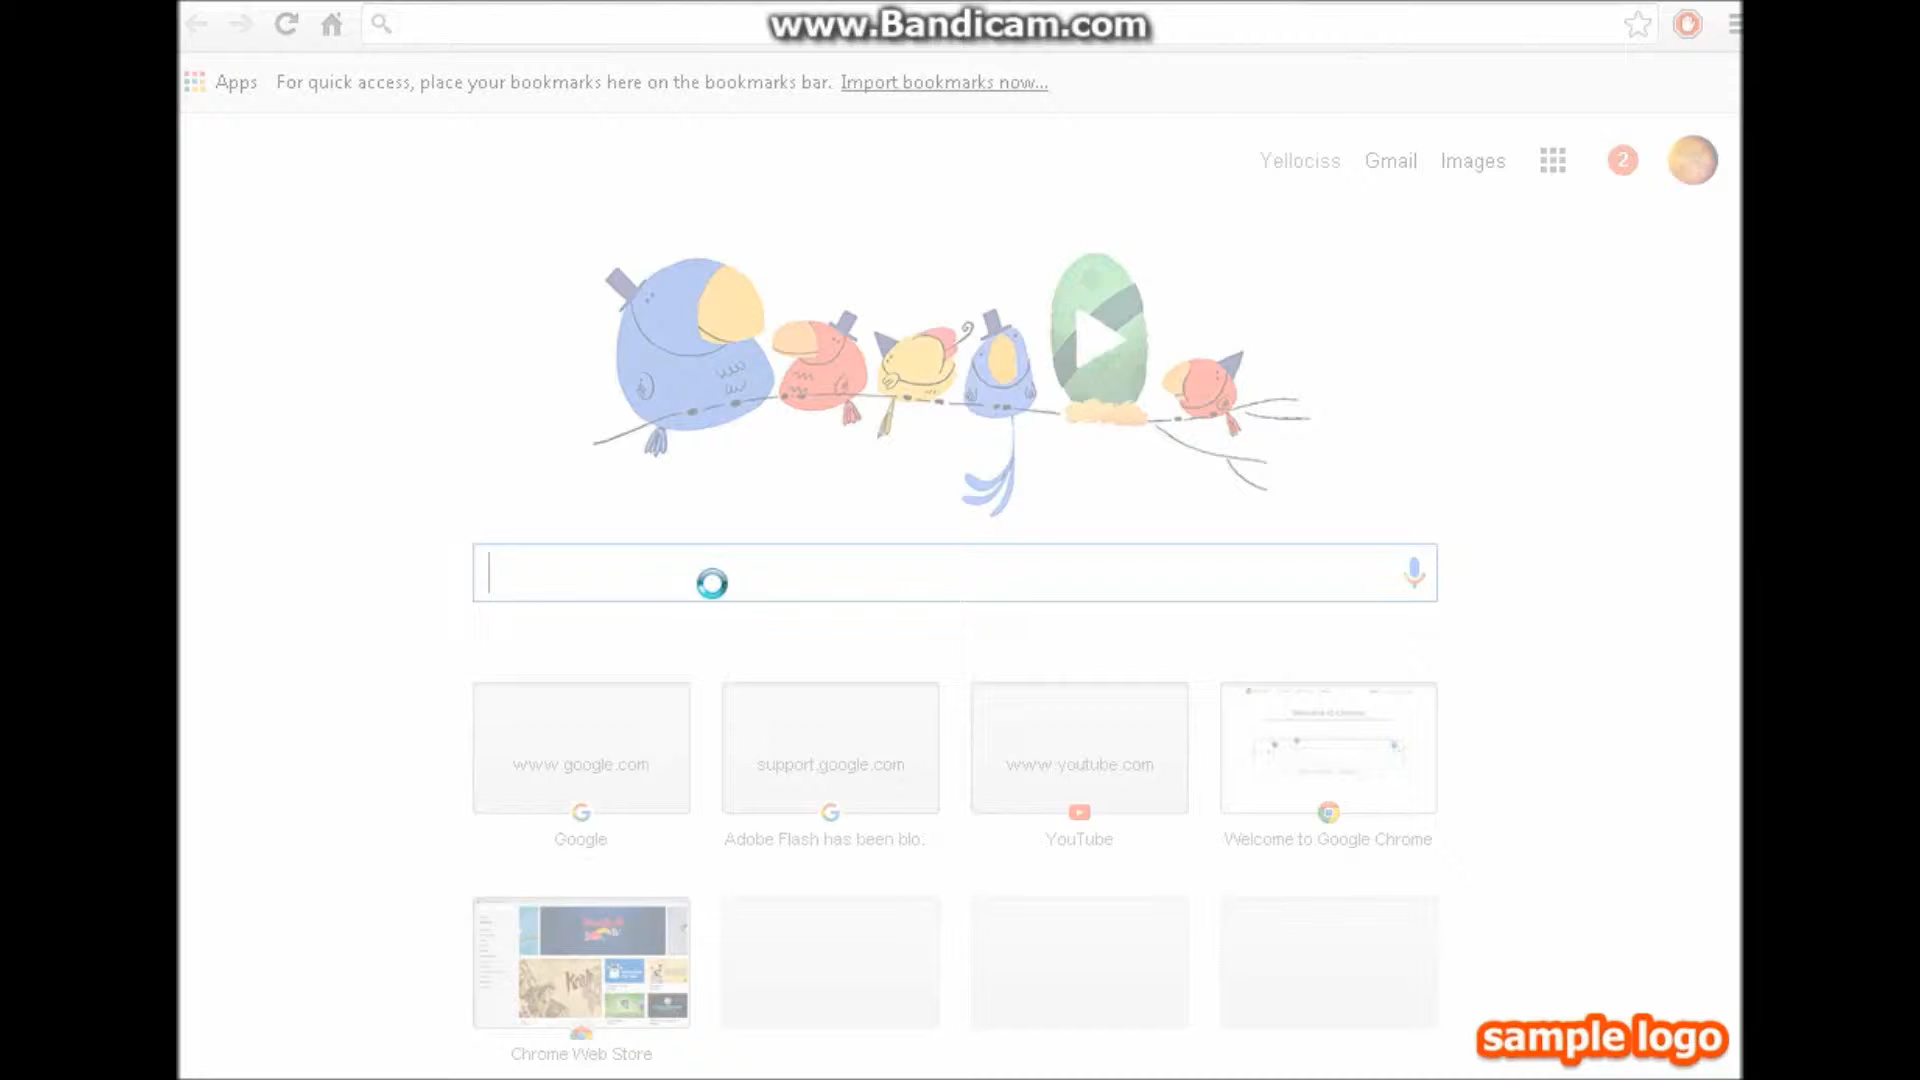 www.Bandicam.com
Apps For quick access, place your bookmarks here on the bookmarks bar. Import bookmarks now...
Yellociss Gmail Images 2
www.google.com support.google.com www.youtube.com
Google Adobe Flash has been blo. YouTube Welcome to Google Chrome
Chrome Web Store
sample logo